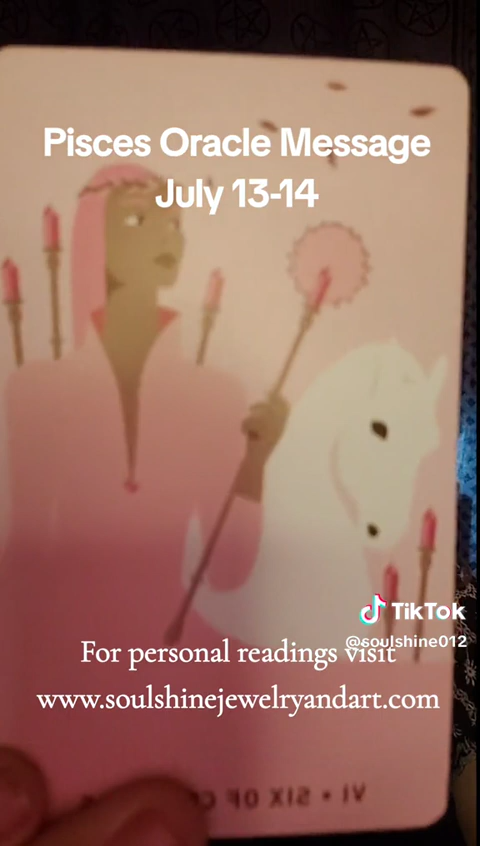 Pisces Oracle Message
July 13-14
TikTok
@soulshine012
For personal readings visit
www.soulshinejewelryandart.com
VI • SIX OF